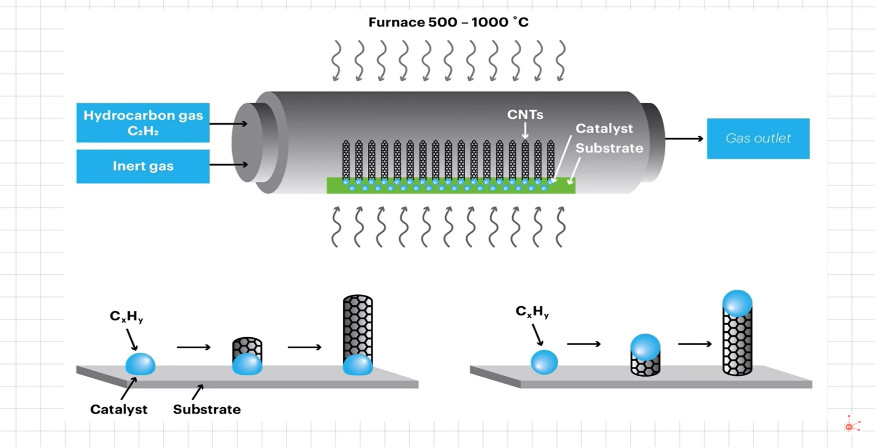 Furnace 500 – 1000 °C
Hydrocarbon gas
C₂H₂
Inert gas
CNTs
Catalyst
Substrate
Gas outlet
CₓHᵧ
Catalyst
Substrate
CₓHᵧ